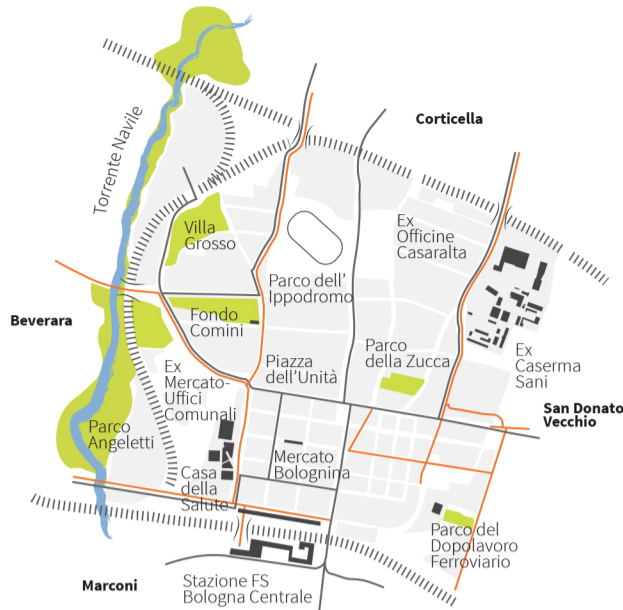 Corticella
Torrente Navile
Villa
Grosso
Ex
Officine
Casaralta
Parco dell'
Ippodromo
Beverara
Fondo
Comini
Ex
Mercato-
Uffici
Comunali
Piazza
dell'Unità
Parco
della Zucca
Ex
Caserma
Sani
San Donato
Vecchio
Parco
Angeletti
Mercato
Bolognina
Casa
della
Salute
Parco del
Dopolavoro
Ferroviario
Marconi
Stazione FS
Bologna Centrale